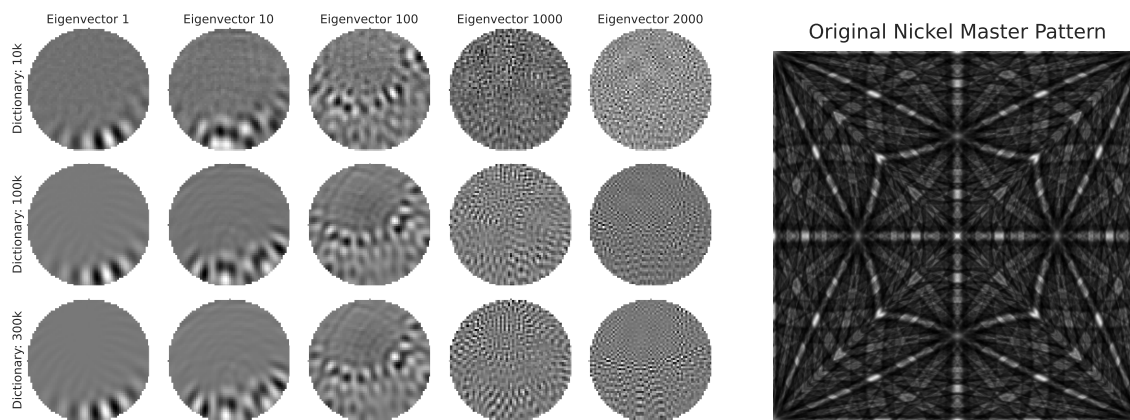 Eigenvector 1
Eigenvector 10
Eigenvector 100
Eigenvector 1000
Eigenvector 2000
Original Nickel Master Pattern
Dictionary: 10k
Dictionary: 100k
Dictionary: 300k